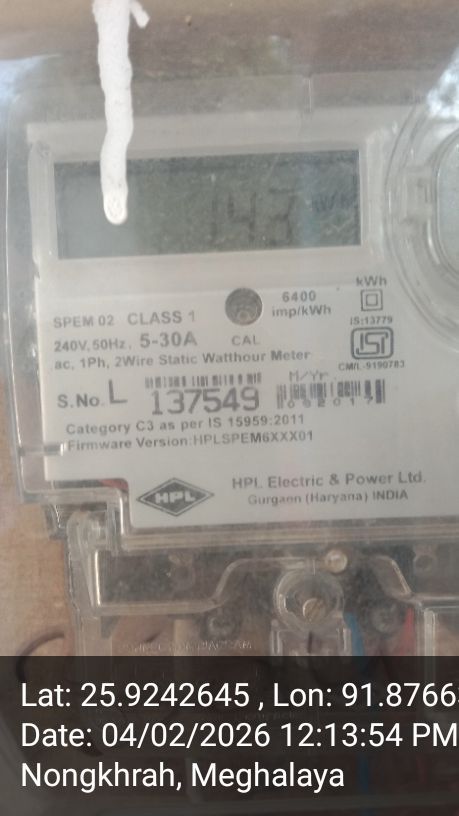 143
kWh
6400
imp/kWh
IS:13779
SPEM 02 CLASS 1
240V,50Hz, 5-30A CAL
ac, 1Ph, 2Wire Static Watthour Meter
CM/L-9190783
M/Yr.
S.No. L 137549 062017
Category C3 as per IS 15959:2011
Firmware Version:HPLSPEM6XXX01
HPL
HPL Electric & Power Ltd.
Gurgaon (Haryana) INDIA
Lat: 25.9242645 , Lon: 91.8766
Date: 04/02/2026 12:13:54 PM
Nongkhrah, Meghalaya